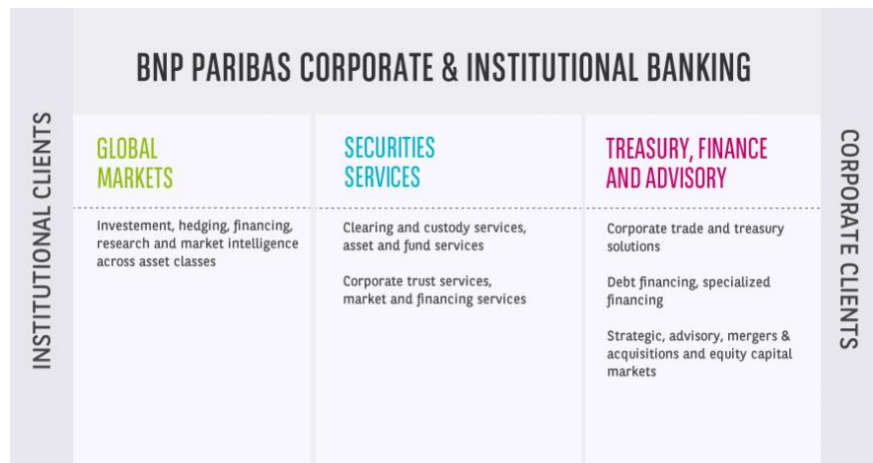 BNP PARIBAS CORPORATE & INSTITUTIONAL BANKING
INSTITUTIONAL CLIENTS
GLOBAL
MARKETS
Investement, hedging, financing,
research and market intelligence
across asset classes
SECURITIES
SERVICES
Clearing and custody services,
asset and fund services
Corporate trust services,
market and financing services
TREASURY, FINANCE
AND ADVISORY
Corporate trade and treasury
solutions
Debt financing, specialized
financing
Strategic, advisory, mergers &
acquisitions and equity capital
markets
CORPORATE CLIENTS